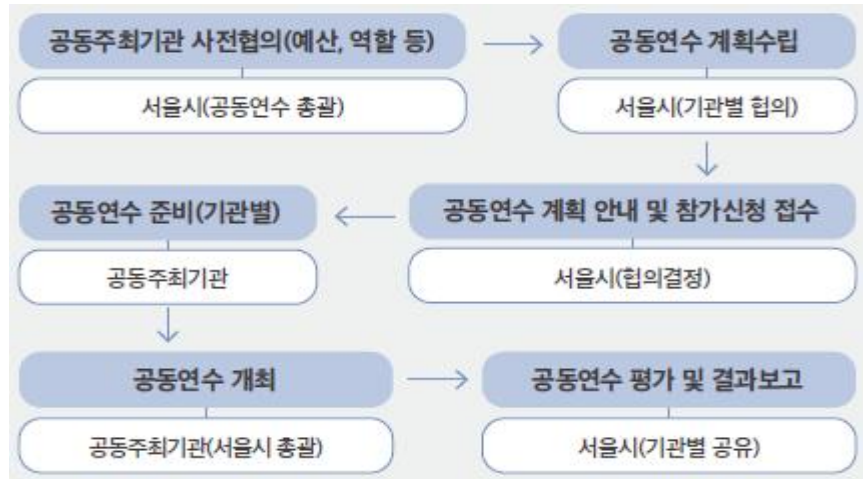 공동주최기관 사전협의(예산, 역할 등)
서울시(공동연수 총괄)
공동연수 계획수립
서울시(기관별 협의)
공동연수 계획 안내 및 참가신청 접수
서울시(협의결정)
공동연수 준비(기관별)
공동주최기관
공동연수 개최
공동주최기관(서울시 총괄)
공동연수 평가 및 결과보고
서울시(기관별 공유)